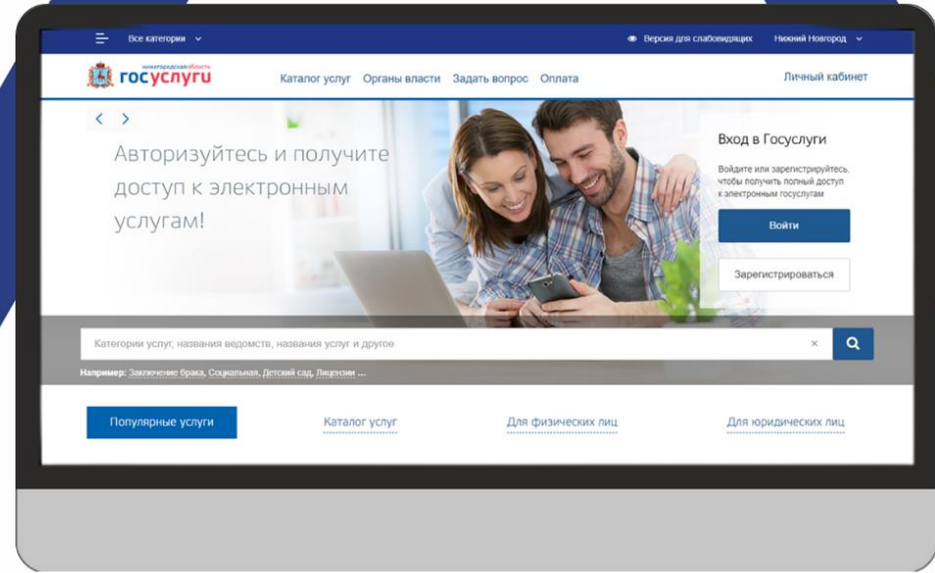 Все категории
Версия для слабовидящих
Нижний Новгород
нижегородская область
госуслуги
Каталог услуг
Органы власти
Задать вопрос
Оплата
Личный кабинет
Авторизуйтесь и получите
доступ к электронным
услугам!
Вход в Госуслуги
Войдите или зарегистрируйтесь,
чтобы получить полный доступ
к электронным госуслугам
Войти
Зарегистрироваться
Категории услуг, названия ведомств, названия услуг и другое
Например: Заключение брака, Социальная, Детский сад, Лицензии ...
Популярные услуги
Каталог услуг
Для физических лиц
Для юридических лиц